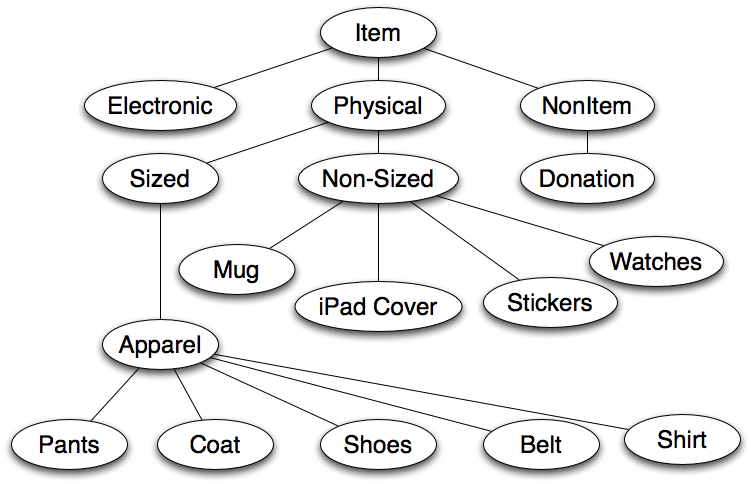 Item
Electronic
Physical
NonItem
Sized
Non-Sized
Donation
Mug
iPad Cover
Stickers
Watches
Apparel
Pants
Coat
Shoes
Belt
Shirt